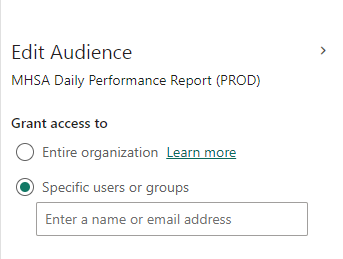 Edit Audience
MHSA Daily Performance Report (PROD)
Grant access to
Entire organization Learn more
Specific users or groups
Enter a name or email address